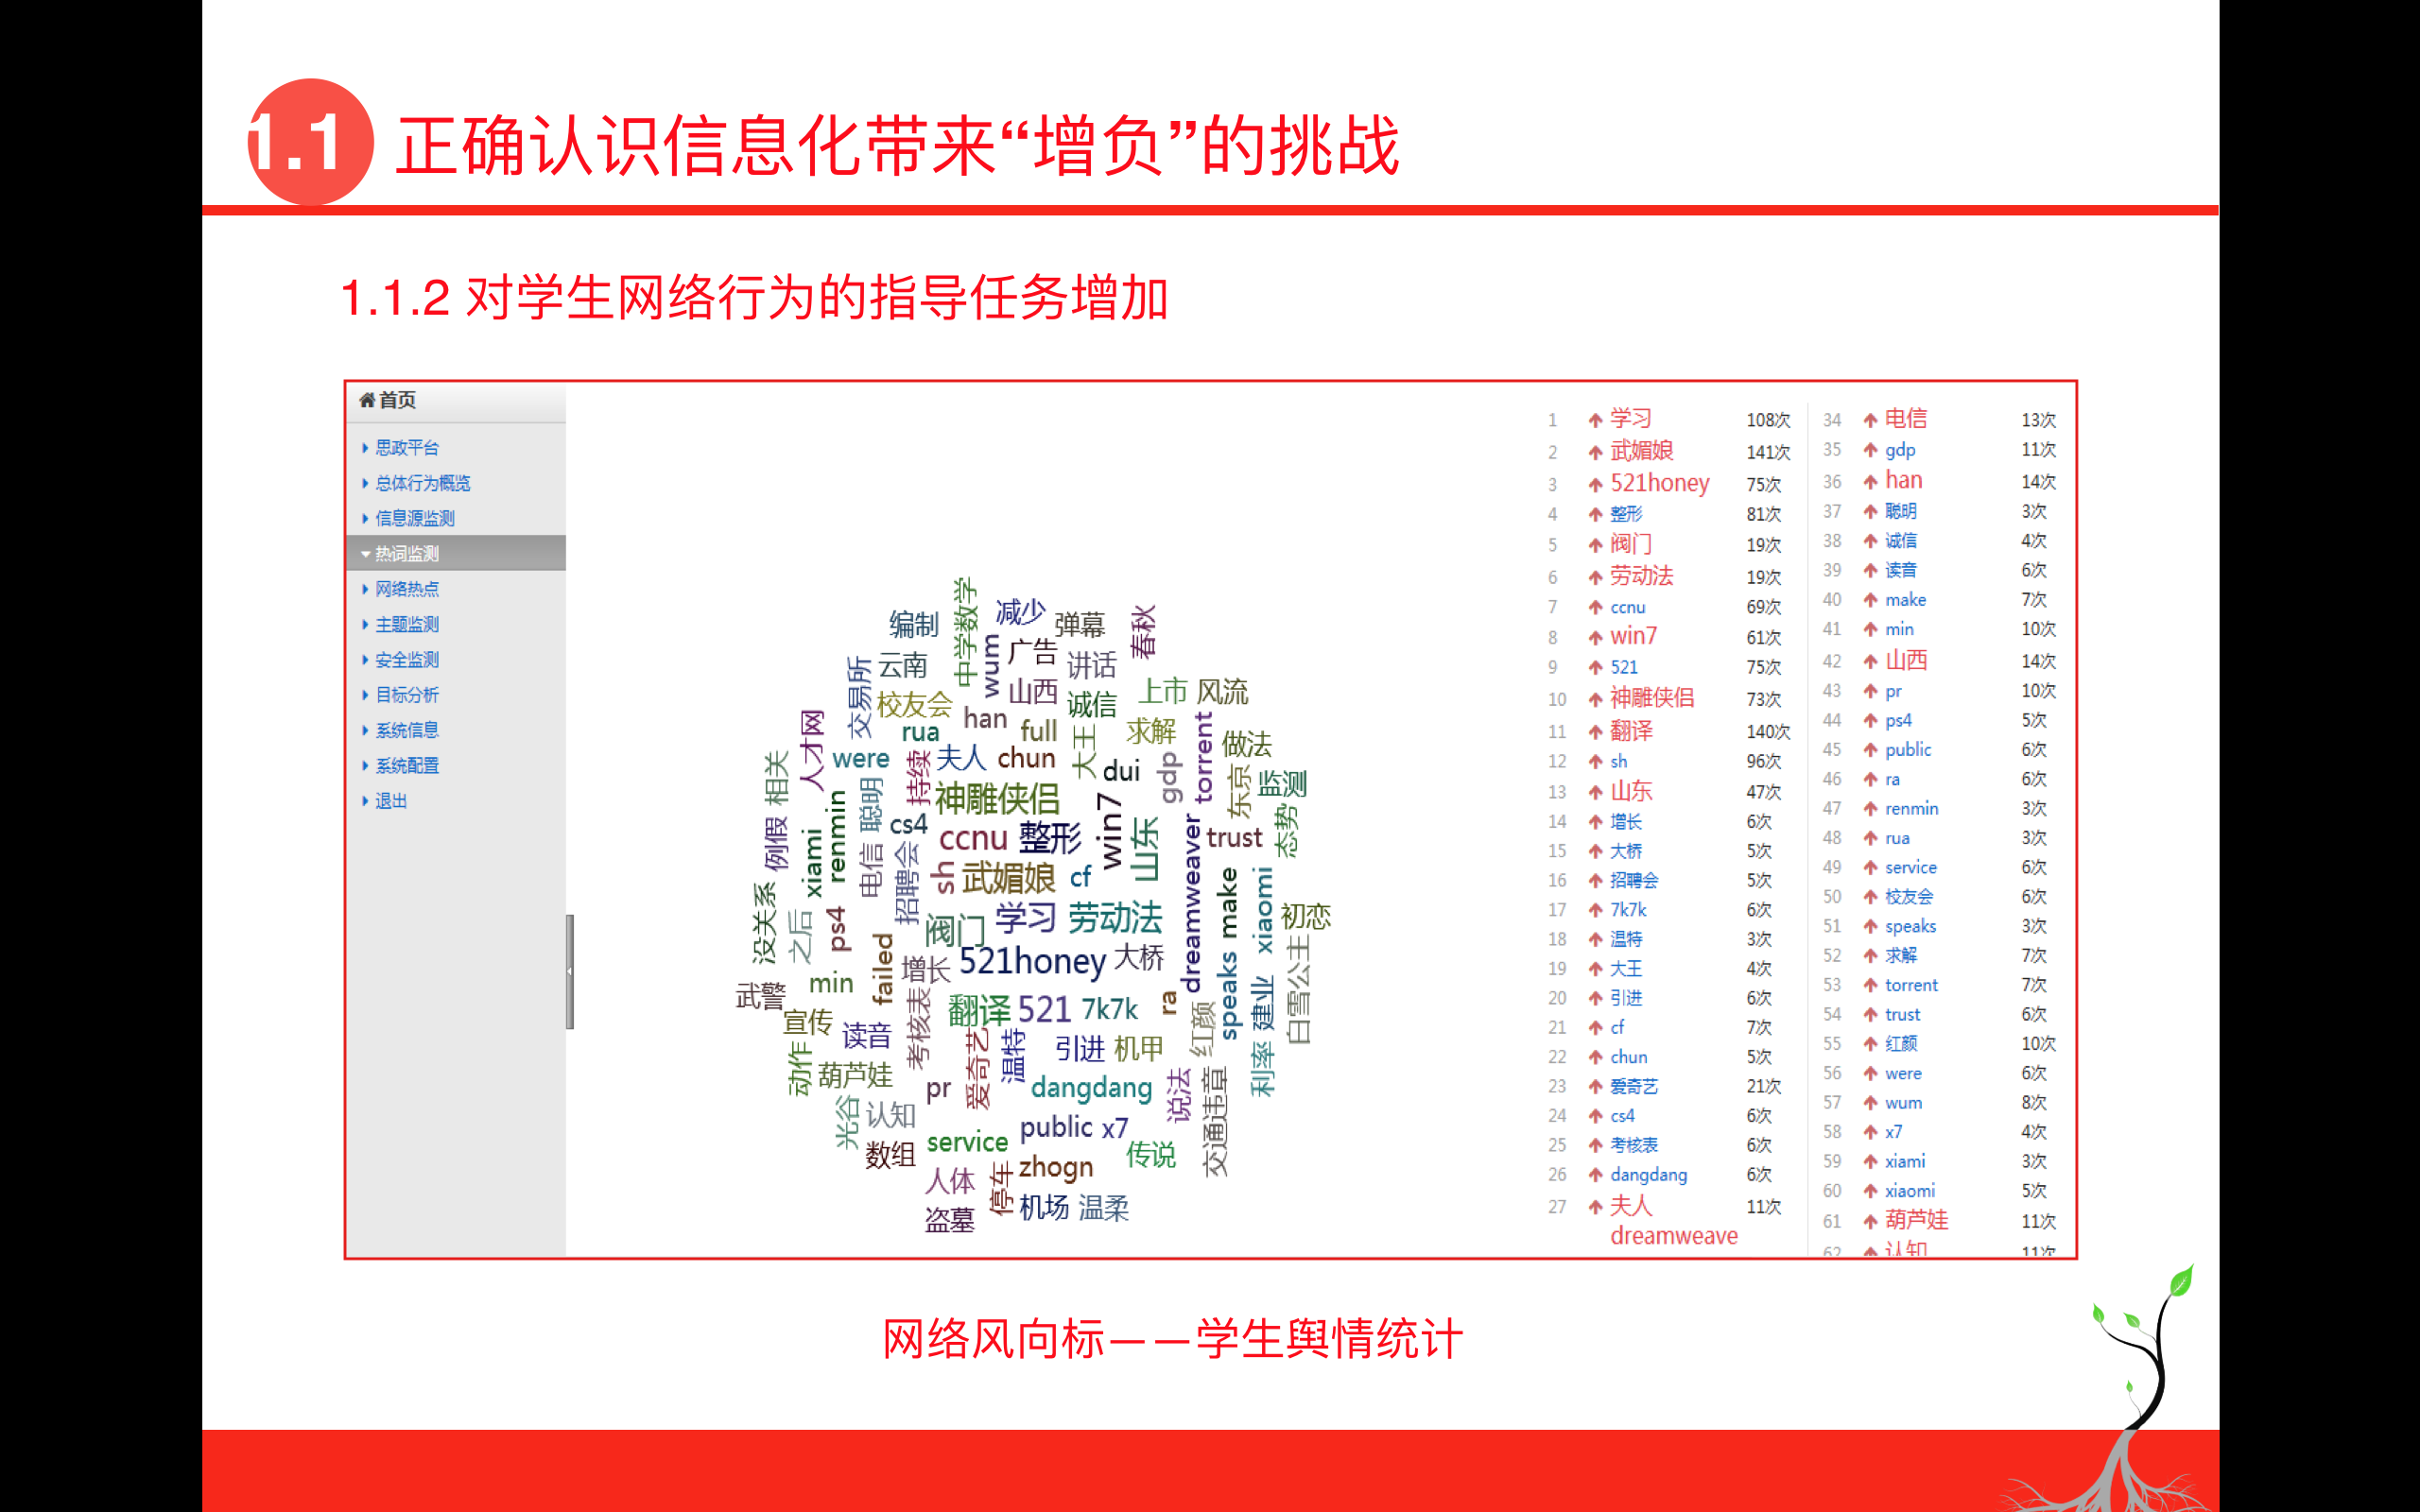 1.1 正确认识信息化带来“增负”的挑战
1.1.2 对学生网络行为的指导任务增加
首页
思政平台
总体行为概览
信息源监测
热词监测
网络热点
主题监测
安全监测
目标分析
系统信息
系统配置
退出
编制
中学数学
减少
弹幕
春秋
云南
wum
广告
讲话
交易所
校友会
山西
诚信
上市
风流
人才网
rua
han
full
大王
求解
torrent
做法
相关
were
持续
夫人
chun
dui
gdp
东京
监测
例假
xiami
renmin
聪明
cs4
神雕侠侣
ccnu
整形
win7
山东
dreamweaver
trust
态势
电信
招聘会
sh
武媚娘
cf
make
xiaomi
没关系
之后
ps4
failed
阀门
学习
劳动法
初恋
武警
min
增长
521honey
大桥
speaks
建业
白雪公主
宣传
读音
考核表
翻译
521
7k7k
ra
红颜
动作
葫芦娃
爱奇艺
温特
引进
机甲
利率
光谷
认知
pr
dangdang
说法
交通违章
数组
service
public
x7
传说
人体
停车
zhogn
盗墓
机场
温柔
1 学习 108次
2 武媚娘 141次
3 521honey 75次
4 整形 81次
5 阀门 19次
6 劳动法 19次
7 ccnu 69次
8 win7 61次
9 521 75次
10 神雕侠侣 73次
11 翻译 140次
12 sh 96次
13 山东 47次
14 增长 6次
15 大桥 5次
16 招聘会 5次
17 7k7k 6次
18 温特 3次
19 大王 4次
20 引进 6次
21 cf 7次
22 chun 5次
23 爱奇艺 21次
24 cs4 6次
25 考核表 6次
26 dangdang 6次
27 夫人 11次
dreamweave
34 电信 13次
35 gdp 11次
36 han 14次
37 聪明 3次
38 诚信 4次
39 读音 6次
40 make 7次
41 min 10次
42 山西 14次
43 pr 10次
44 ps4 5次
45 public 6次
46 ra 6次
47 renmin 3次
48 rua 3次
49 service 6次
50 校友会 6次
51 speaks 3次
52 求解 7次
53 torrent 7次
54 trust 6次
55 红颜 10次
56 were 6次
57 wum 8次
58 x7 4次
59 xiami 3次
60 xiaomi 5次
61 葫芦娃 11次
62 认知 11次
网络风向标——学生舆情统计